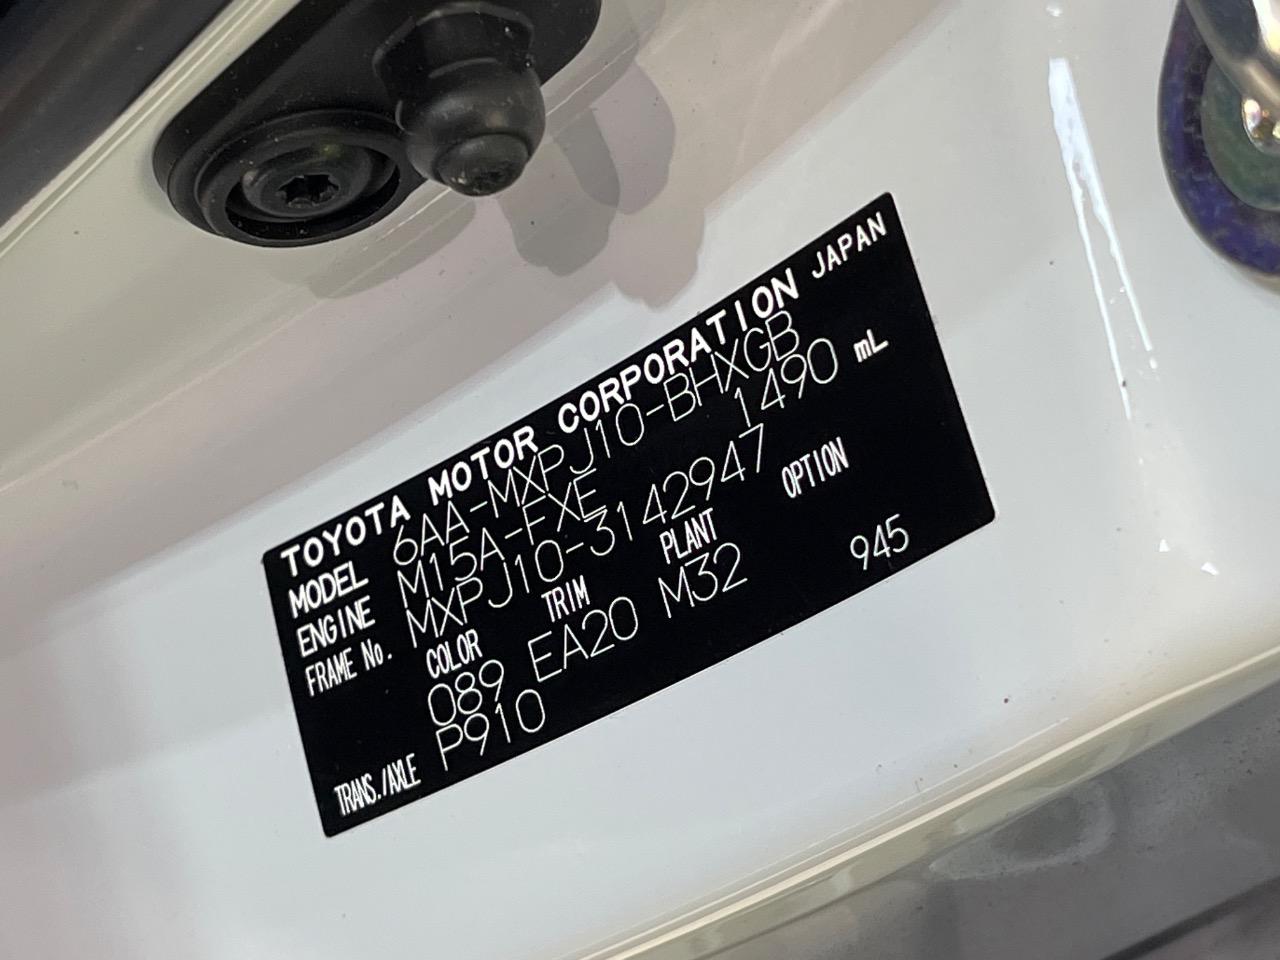 TOYOTA MOTOR CORPORATION JAPAN
MODEL 6AA-MXPJ10-BHXGB
ENGINE M15A-FXE 1490 mL
FRAME No. MXPJ10-3142947
COLOR TRIM PLANT OPTION
089 EA20 M32 945
TRANS./AXLE P910